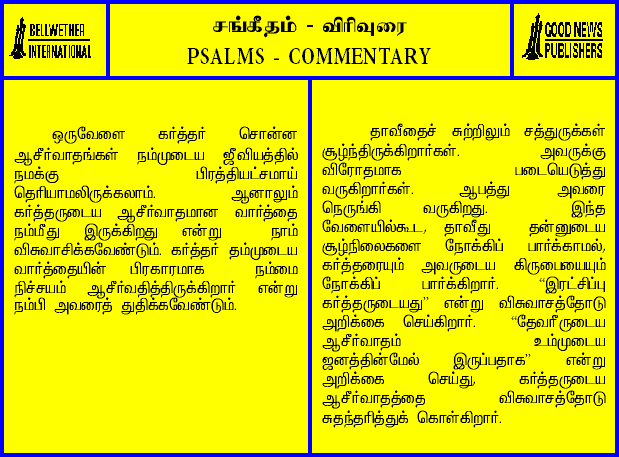 BELLWETHER
INTERNATIONAL
சங்கீதம் - விரிவுரை
PSALMS - COMMENTARY
GOOD NEWS
PUBLISHERS
ஒருவேளை கர்த்தர் சொன்ன
ஆசீர்வாதங்கள் நம்முடைய ஜீவியத்தில்
நமக்கு பிரத்தியட்சமாய்
தெரியாமலிருக்கலாம். ஆனாலும்
கர்த்தருடைய ஆசீர்வாதமான வார்த்தை
நம்மீது இருக்கிறது என்று நாம்
விசுவாசிக்கவேண்டும். கர்த்தர் தம்முடைய
வார்த்தையின் பிரகாரமாக நம்மை
நிச்சயம் ஆசீர்வதித்திருக்கிறார் என்று
நம்பி அவரைத் துதிக்கவேண்டும்.
தாவீதைச் சுற்றிலும் சத்துருக்கள்
சூழ்ந்திருக்கிறார்கள். அவருக்கு
விரோதமாக படையெடுத்து
வருகிறார்கள். ஆபத்து அவரை
நெருங்கி வருகிறது. இந்த
வேளையில்கூட, தாவீது தன்னுடைய
சூழ்நிலைகளை நோக்கிப் பார்க்காமல்,
கர்த்தரையும் அவருடைய கிருபையையும்
நோக்கிப் பார்க்கிறார். “இரட்சிப்பு
கர்த்தருடையது” என்று விசுவாசத்தோடு
அறிக்கை செய்கிறார். “தேவரீருடைய
ஆசீர்வாதம் உம்முடைய
ஜனத்தின்மேல் இருப்பதாக” என்று
அறிக்கை செய்து, கர்த்தருடைய
ஆசீர்வாதத்தை விசுவாசத்தோடு
சுதந்தரித்துக் கொள்கிறார்.